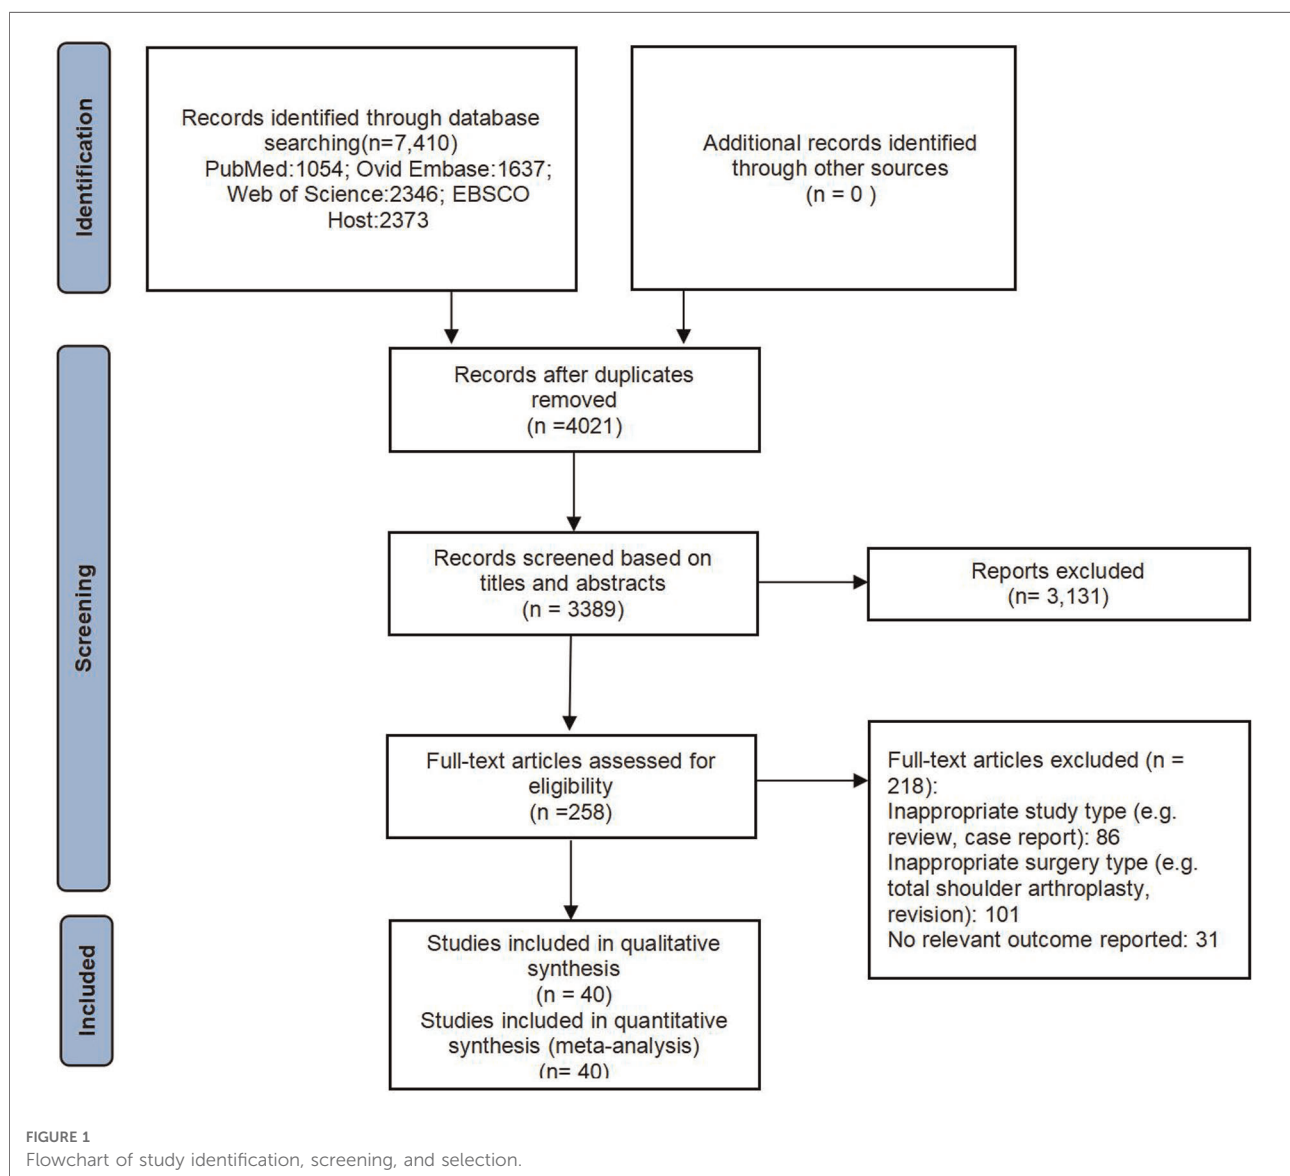 Identification
Records identified through database
searching(n=7,410)
PubMed:1054; Ovid Embase:1637;
Web of Science:2346; EBSCO
Host:2373
Additional records identified
through other sources
(n = 0 )
Screening
Records after duplicates
removed
(n =4021)
Records screened based on
titles and abstracts
(n = 3389)
Reports excluded
(n= 3,131)
Full-text articles assessed for
eligibility
(n =258)
Full-text articles excluded (n =
218):
Inappropriate study type (e.g.
review, case report): 86
Inappropriate surgery type (e.g.
total shoulder arthroplasty,
revision): 101
No relevant outcome reported: 31
Included
Studies included in qualitative
synthesis
(n = 40)
Studies included in quantitative
synthesis (meta-analysis)
(n= 40)
FIGURE 1
Flowchart of study identification, screening, and selection.